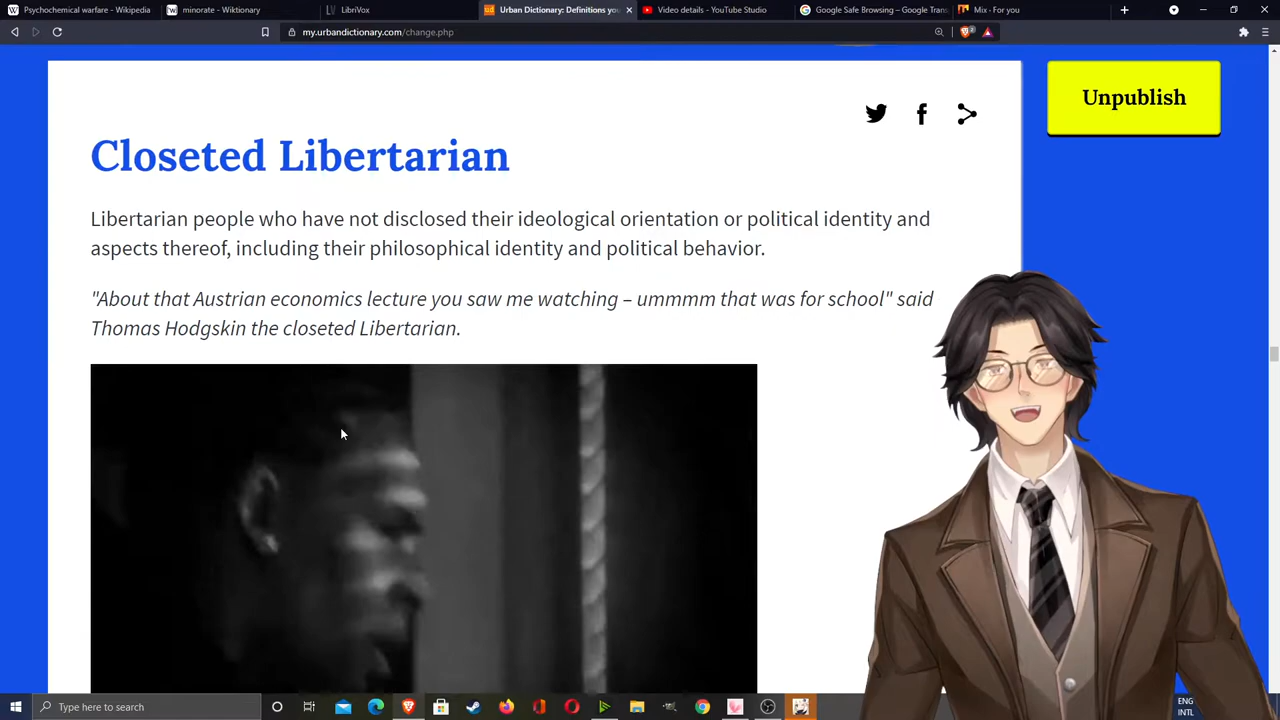 Psychochemical warfare - Wikipedia
minorate - Wiktionary
LibriVox
Urban Dictionary: Definitions yo
Video details - YouTube Studio
Google Safe Browsing – Google Tran
Mix · For you
my.urbandictionary.com/change.php
Unpublish
Closeted Libertarian
Libertarian people who have not disclosed their ideological orientation or political identity and
aspects thereof, including their philosophical identity and political behavior.
"About that Austrian economics lecture you saw me watching – ummmm that was for school" said
Thomas Hodgskin the closeted Libertarian.
Type here to search
ENG
INTL